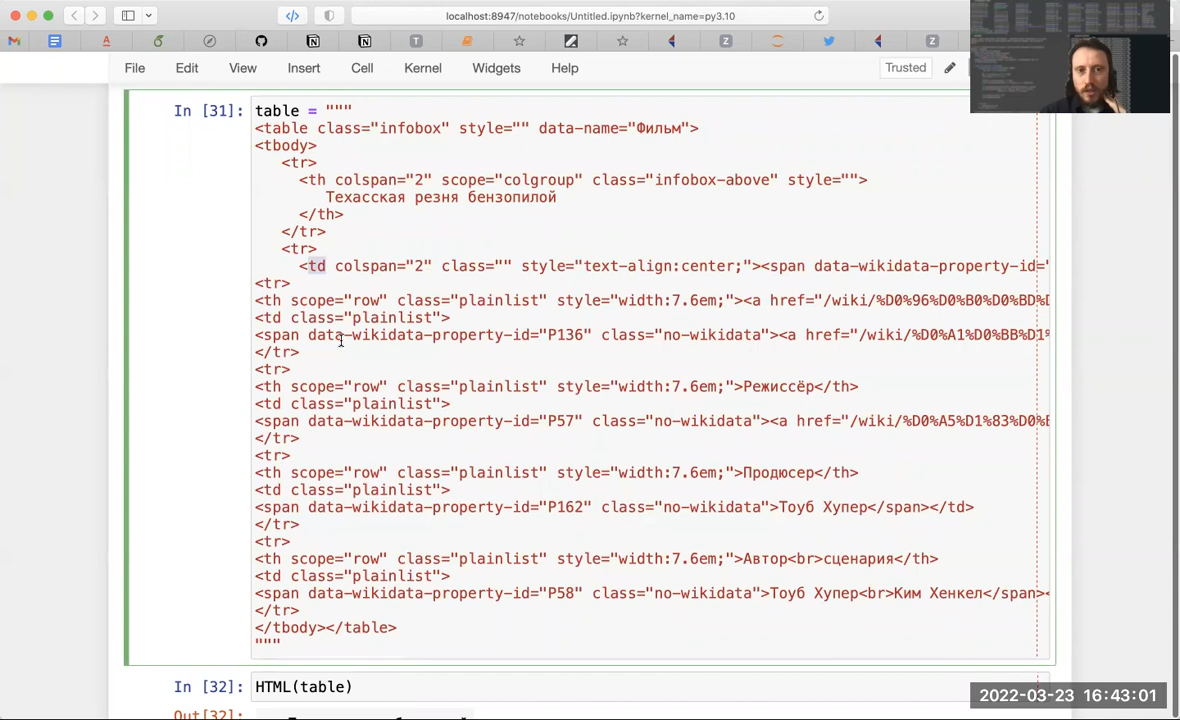 localhost:8947/notebooks/Untitled.ipynb?kernel_name=py3.10
File Edit View Insert Cell Kernel Widgets Help Trusted
In [31]: table = """
<table class="infobox" style="" data-name="Фильм">
<tbody>
<tr>
<th colspan="2" scope="colgroup" class="infobox-above" style="">
Техасская резня бензопилой
</th>
</tr>
<tr>
<td colspan="2" class="" style="text-align:center;"><span data-wikidata-property-id="
<tr>
<th scope="row" class="plainlist" style="width:7.6em;"><a href="/wiki/%D0%96%D0%B0%D0%BD%D
<td class="plainlist">
<span data-wikidata-property-id="P136" class="no-wikidata"><a href="/wiki/%D0%A1%D0%BB%D1%
</tr>
<tr>
<th scope="row" class="plainlist" style="width:7.6em;">Режиссёр</th>
<td class="plainlist">
<span data-wikidata-property-id="P57" class="no-wikidata"><a href="/wiki/%D0%A5%D1%83%D0%
</tr>
<tr>
<th scope="row" class="plainlist" style="width:7.6em;">Продюсер</th>
<td class="plainlist">
<span data-wikidata-property-id="P162" class="no-wikidata">Тоуб Хупер</span></td>
</tr>
<tr>
<th scope="row" class="plainlist" style="width:7.6em;">Автор<br>сценария</th>
<td class="plainlist">
<span data-wikidata-property-id="P58" class="no-wikidata">Тоуб Хупер<br>Ким Хенкел</span><
</tr>
</tbody></table>
"""
In [32]: HTML(table)
2022-03-23 16:43:01
Out[32]: